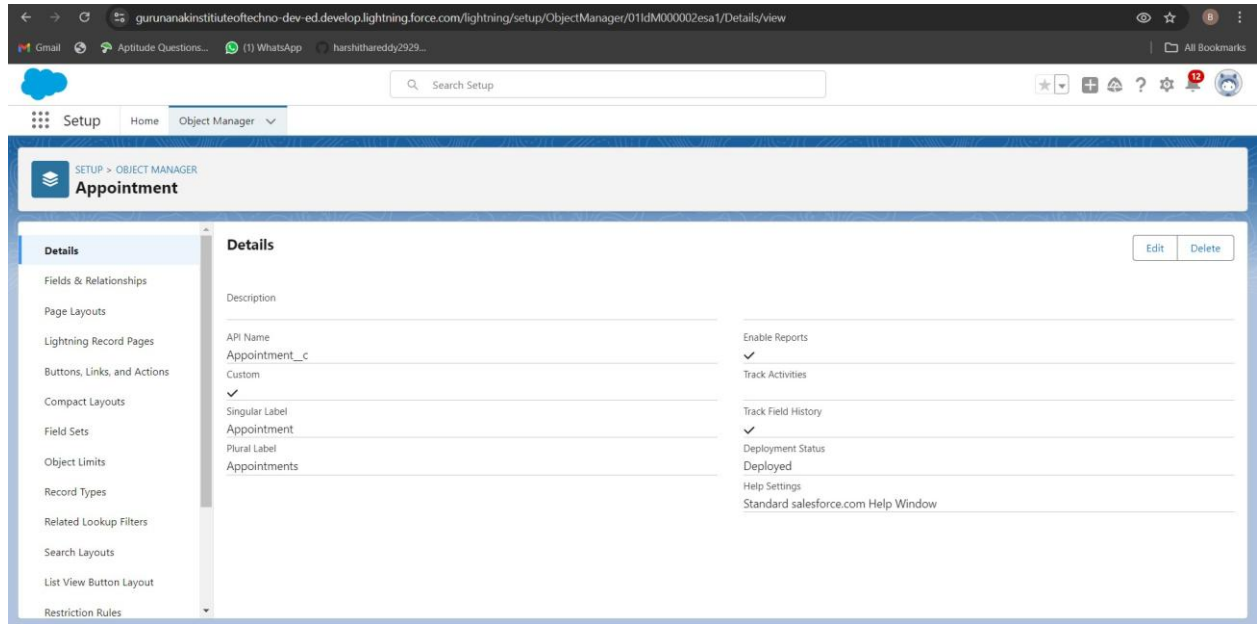 gurunanakinstitiuteoftechno-dev-ed.develop.lightning.force.com/lightning/setup/ObjectManager/01IdM000002esa1/Details/view
B
Gmail Aptitude Questions... (1) WhatsApp harshithareddy2929... All Bookmarks
Search Setup
12
Setup Home Object Manager
SETUP > OBJECT MANAGER
Appointment
Details
Fields & Relationships
Page Layouts
Lightning Record Pages
Buttons, Links, and Actions
Compact Layouts
Field Sets
Object Limits
Record Types
Related Lookup Filters
Search Layouts
List View Button Layout
Restriction Rules
Details
Edit Delete
Description
API Name
Appointment__c
Custom
Singular Label
Appointment
Plural Label
Appointments
Enable Reports
Track Activities
Track Field History
Deployment Status
Deployed
Help Settings
Standard salesforce.com Help Window